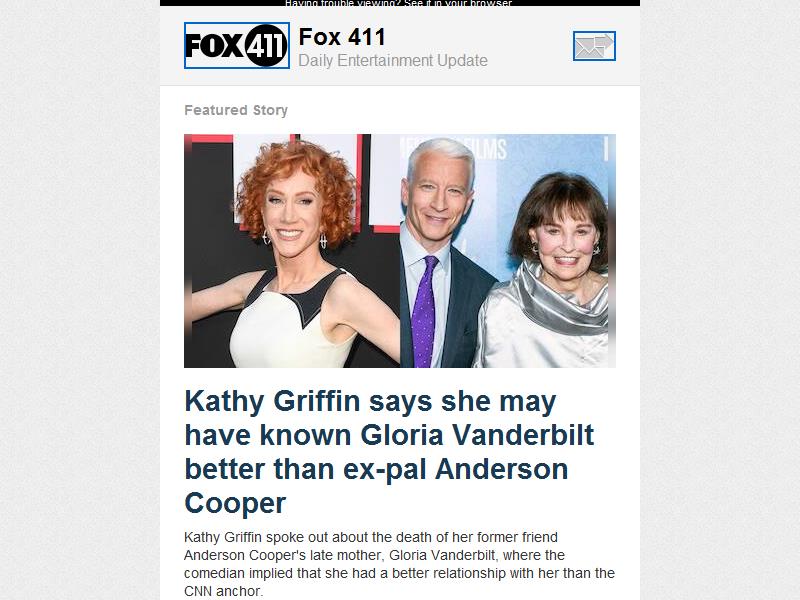 Having trouble viewing? See it in your browser
FOX 411
Fox 411
Daily Entertainment Update
Featured Story
FILMS
Kathy Griffin says she may
have known Gloria Vanderbilt
better than ex-pal Anderson
Cooper
Kathy Griffin spoke out about the death of her former friend
Anderson Cooper's late mother, Gloria Vanderbilt, where the
comedian implied that she had a better relationship with her than the
CNN anchor.